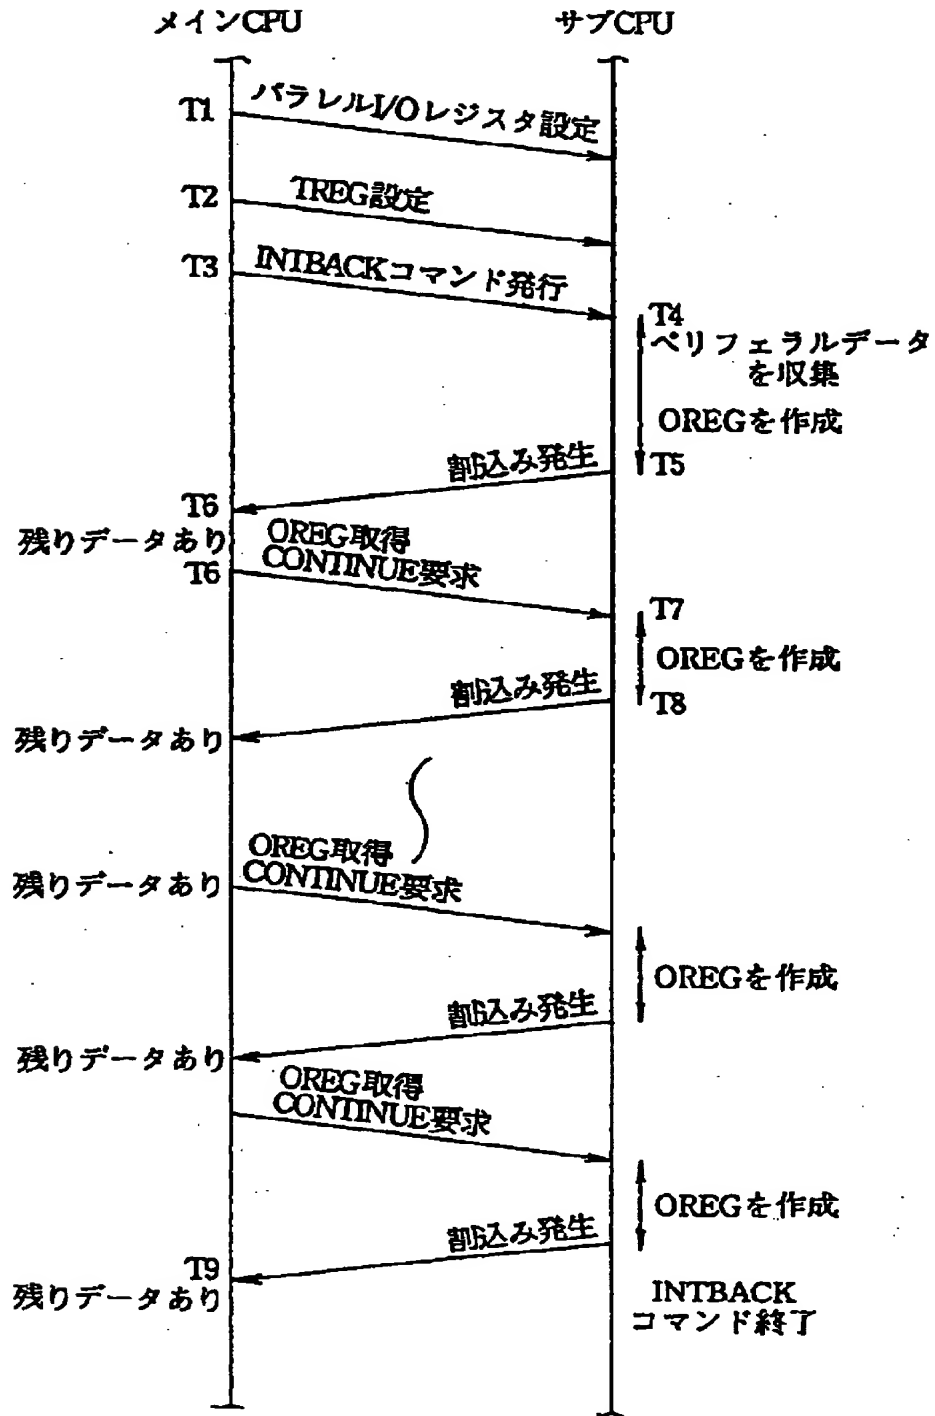 メインCPU
サブCPU
T1
パラレルI/Oレジスタ設定
T2
TREG設定
T3
INTBACKコマンド発行
T4
ペリフェラルデータ
を収集
OREGを作成
割込み発生
T5
T6
残りデータあり
OREG取得
CONTINUE要求
T6
T7
OREGを作成
割込み発生
T8
残りデータあり
OREG取得
CONTINUE要求
残りデータあり
OREGを作成
割込み発生
残りデータあり
OREG取得
CONTINUE要求
OREGを作成
割込み発生
T9
残りデータあり
INTBACK
コマンド終了